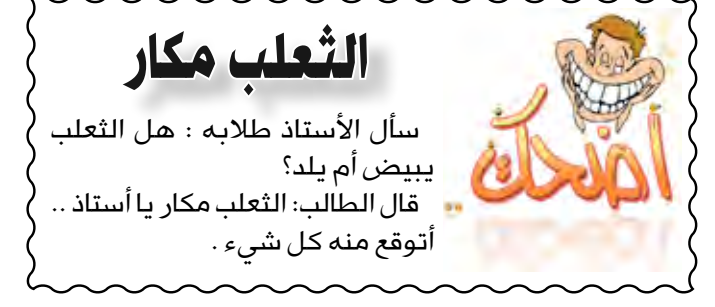 الثعلب مكار
أضحك ..
سأل الأستاذ طلابه : هل الثعلب
يبيض أم يلد؟
قال الطالب: الثعلب مكار يا أستاذ ..
أتوقع منه كل شيء .